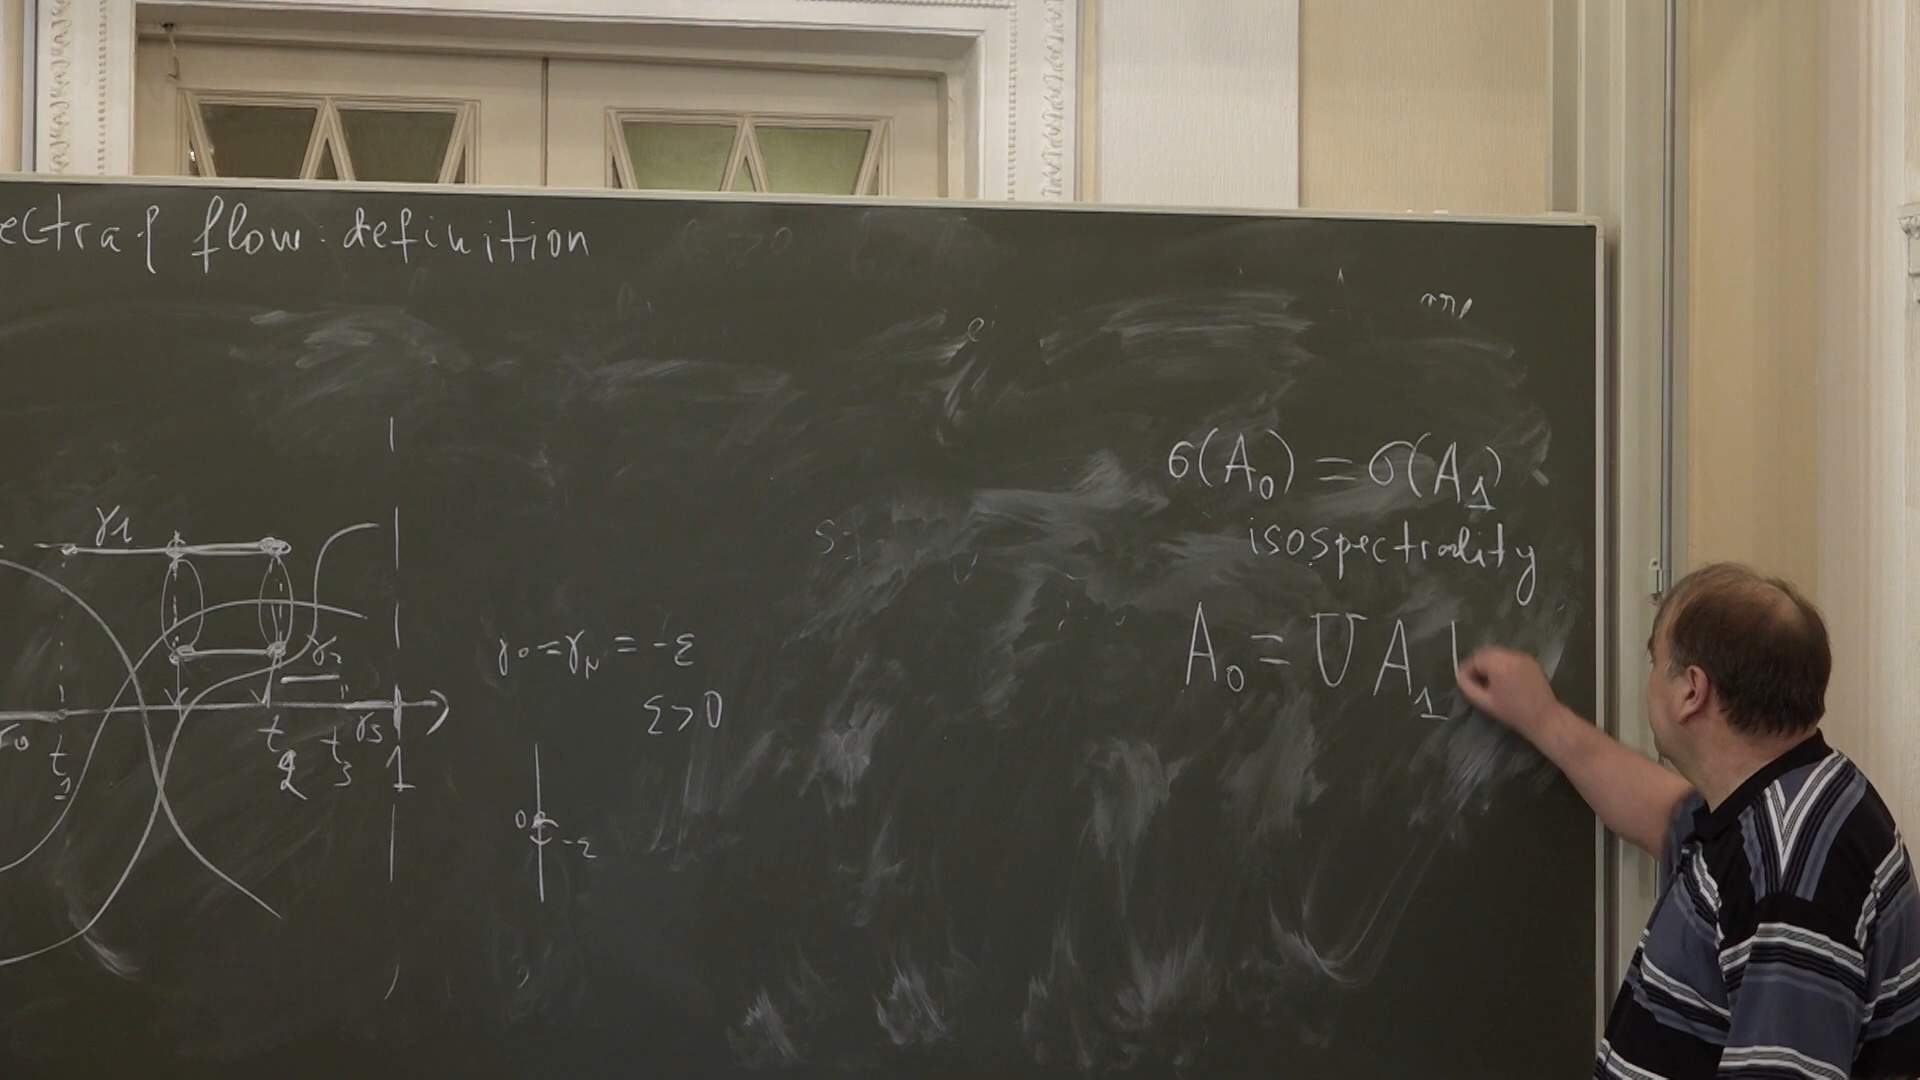 ectral flow: definition
σ(A₀) = σ(A₁)
isospectrality
A₀ = U A₁
γ₁
γ₂
γ₀ = γ_N = -ε
ε > 0
γ₀ t₁ t₂ t₃ γ₃ 1
0
-ε